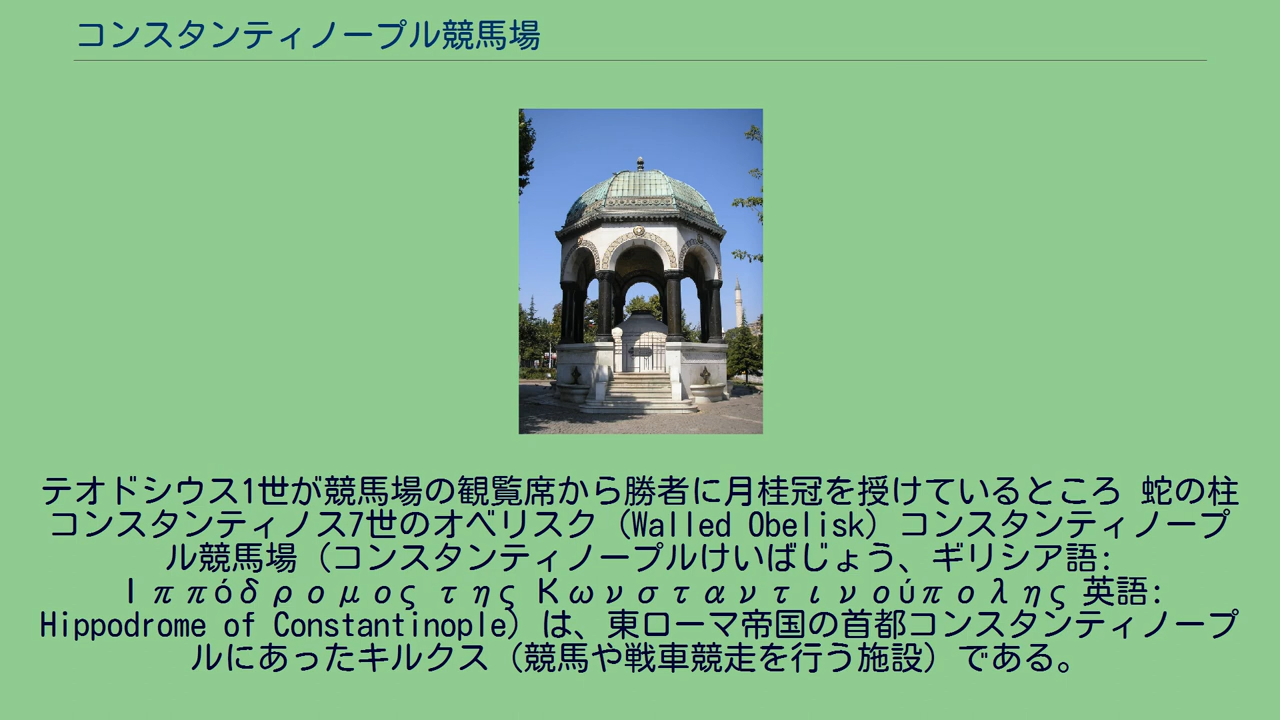 コンスタンティノープル競馬場
テオドシウス1世が競馬場の観覧席から勝者に月桂冠を授けているところ 蛇の柱
コンスタンティノス7世のオベリスク（Walled Obelisk）コンスタンティノープ
ル競馬場（コンスタンティノープルけいばじょう、ギリシア語:
Ιππόδρομος της Κωνσταντινούπολης 英語:
Hippodrome of Constantinople）は、東ローマ帝国の首都コンスタンティノープ
ルにあったキルクス（競馬や戦車競走を行う施設）である。